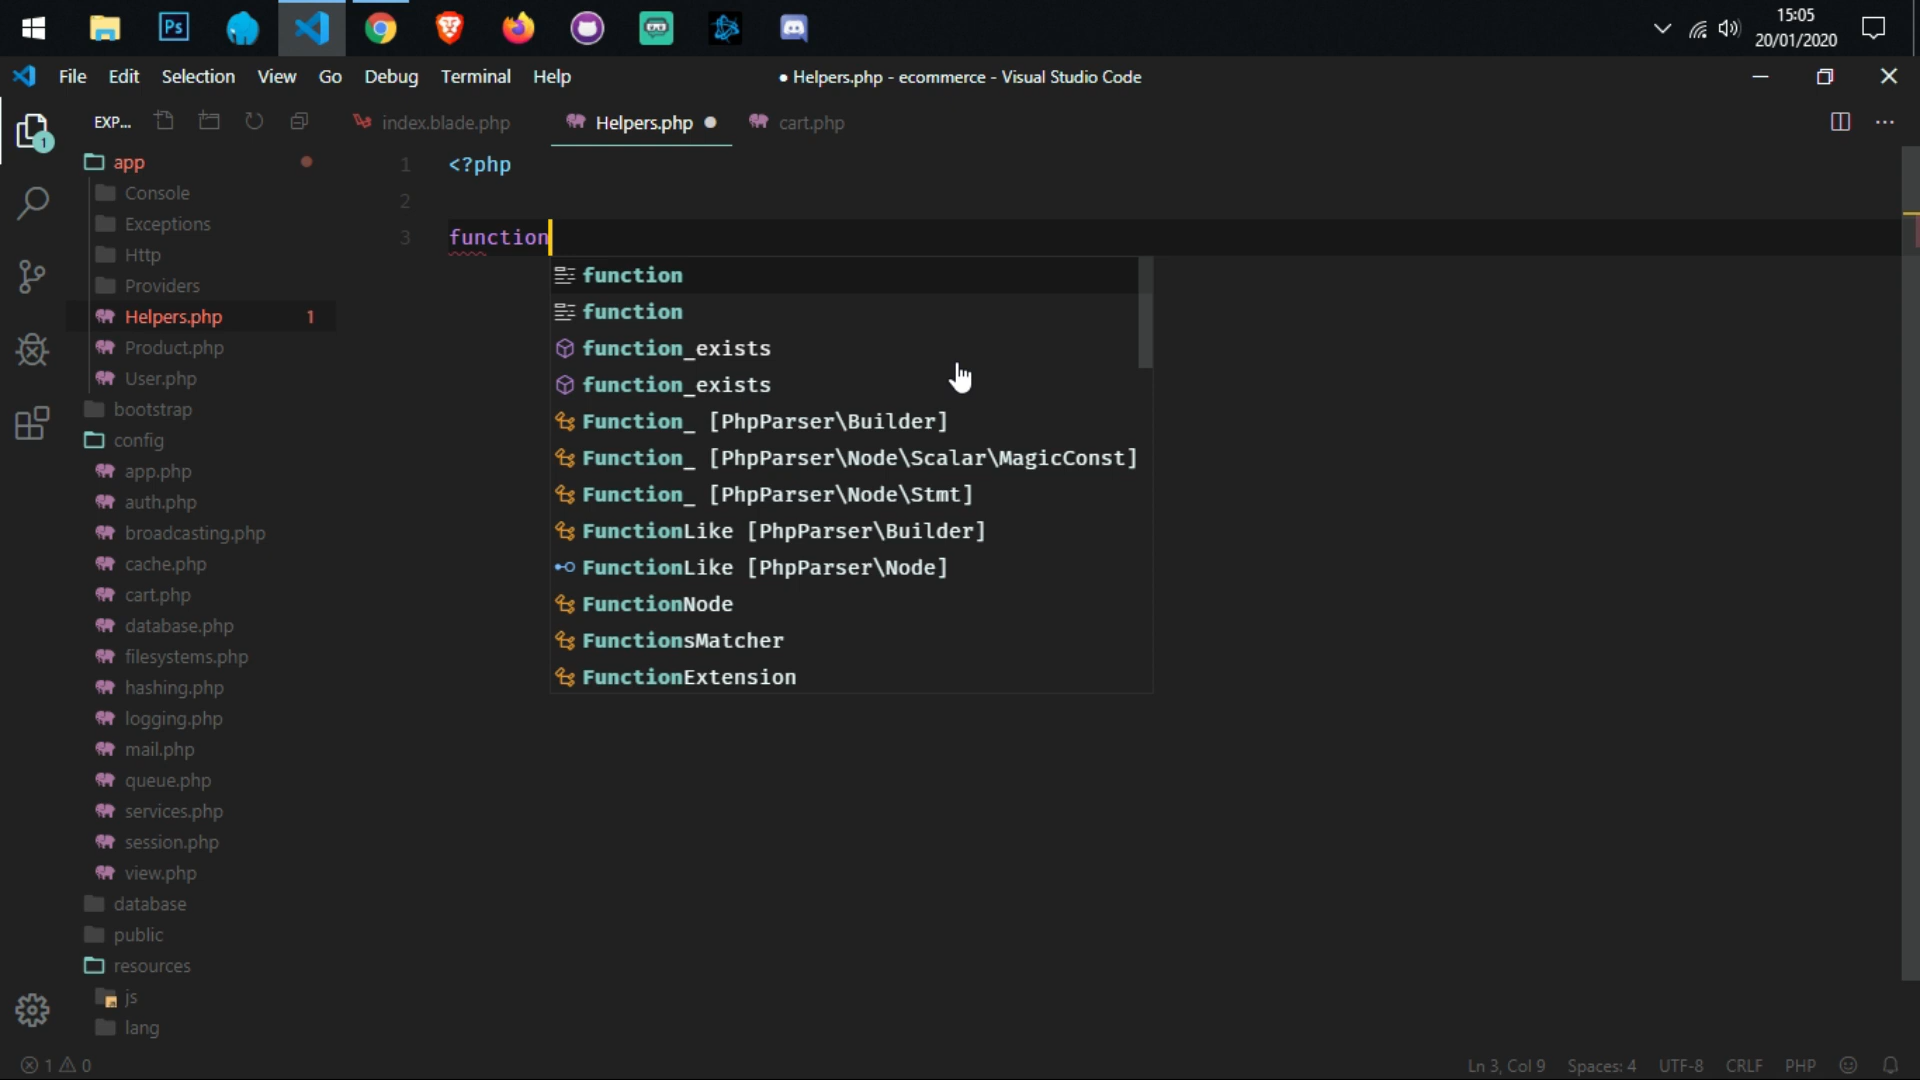 Ps
15:05
20/01/2020
File Edit Selection View Go Debug Terminal Help
● Helpers.php - ecommerce - Visual Studio Code
EXP...
index.blade.php
Helpers.php
cart.php
1
app
Console
Exceptions
Http
Providers
Helpers.php 1
Product.php
User.php
bootstrap
config
app.php
auth.php
broadcasting.php
cache.php
cart.php
database.php
filesystems.php
hashing.php
logging.php
mail.php
queue.php
services.php
session.php
view.php
database
public
resources
js
lang
1 <?php
2
3 function
function
function
function_exists
function_exists
Function_ [PhpParser\Builder]
Function_ [PhpParser\Node\Scalar\MagicConst]
Function_ [PhpParser\Node\Stmt]
FunctionLike [PhpParser\Builder]
FunctionLike [PhpParser\Node]
FunctionNode
FunctionsMatcher
FunctionExtension
1 0
Ln 3, Col 9 Spaces: 4 UTF-8 CRLF PHP